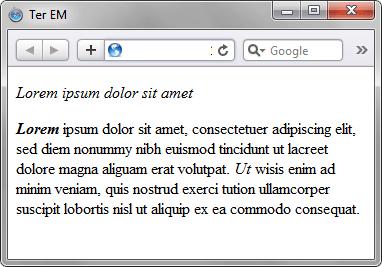 Ter EM
Google
Lorem ipsum dolor sit amet
Lorem ipsum dolor sit amet, consectetuer adipiscing elit,
sed diem nonummy nibh euismod tincidunt ut lacreet
dolore magna aliguam erat volutpat. Ut wisis enim ad
minim veniam, quis nostrud exerci tution ullamcorper
suscipit lobortis nisl ut aliquip ex ea commodo consequat.